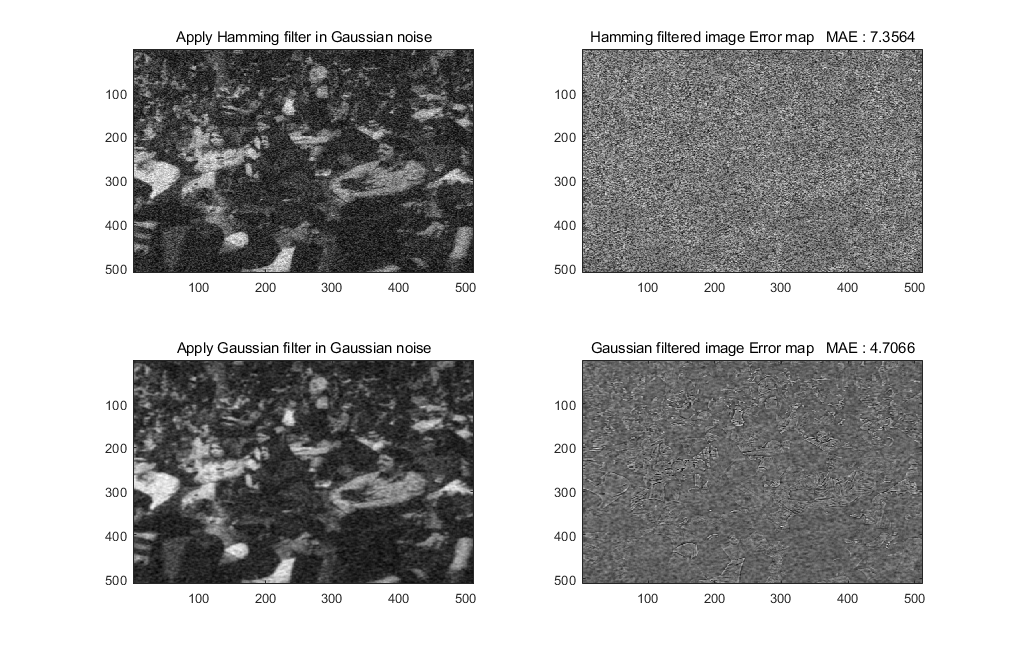 Apply Hamming filter in Gaussian noise
100
200
300
400
500
100 200 300 400 500
Hamming filtered image Error map   MAE : 7.3564
100
200
300
400
500
100 200 300 400 500
Apply Gaussian filter in Gaussian noise
100
200
300
400
500
100 200 300 400 500
Gaussian filtered image Error map   MAE : 4.7066
100
200
300
400
500
100 200 300 400 500